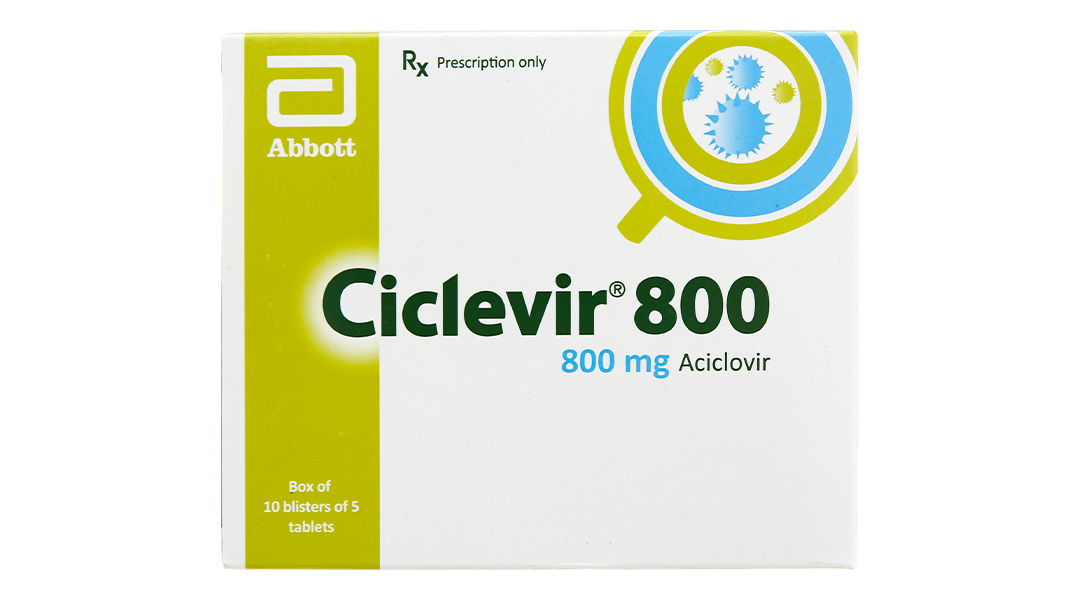 Abbott
Rx Prescription only
Ciclevir® 800
800 mg Aciclovir
Box of
10 blisters of 5
tablets